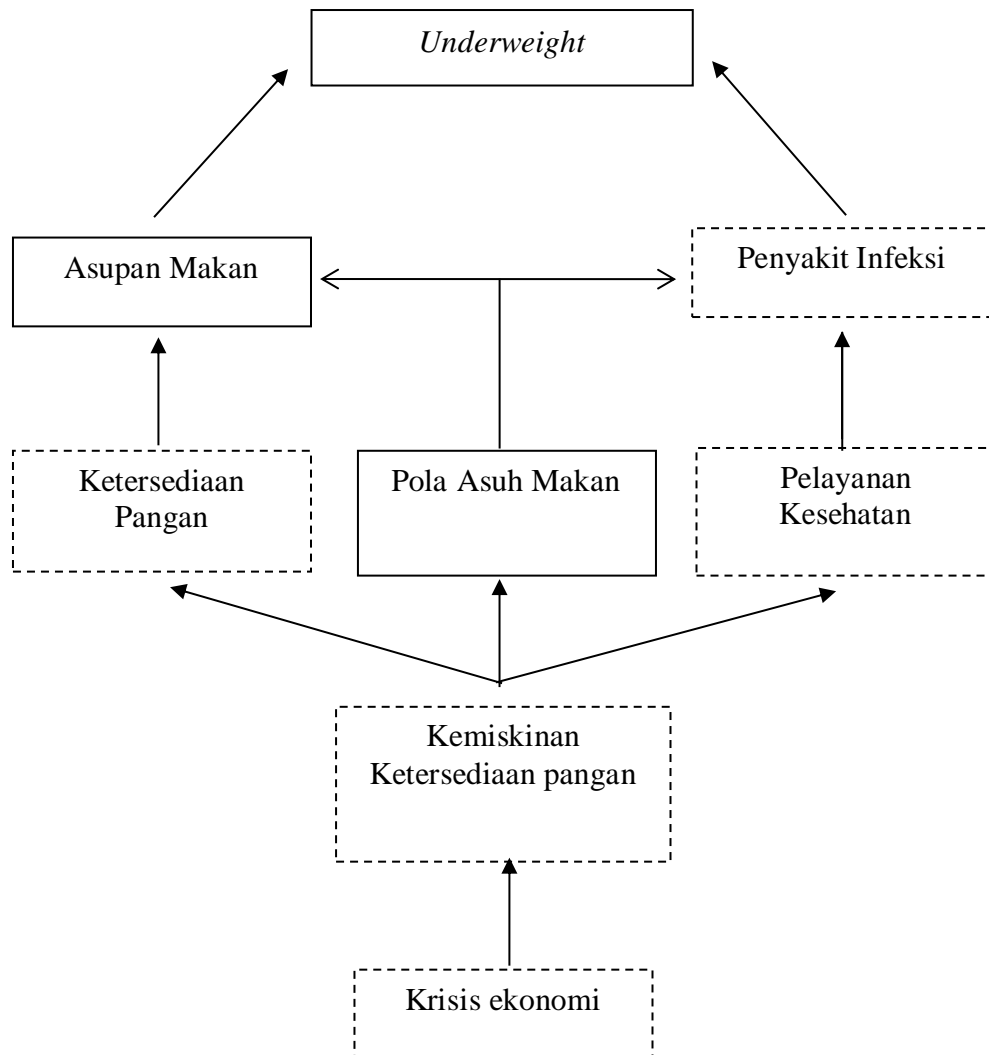 Underweight
Asupan Makan
Penyakit Infeksi
Ketersediaan
Pangan
Pola Asuh Makan
Pelayanan
Kesehatan
Kemiskinan
Ketersediaan pangan
Krisis ekonomi